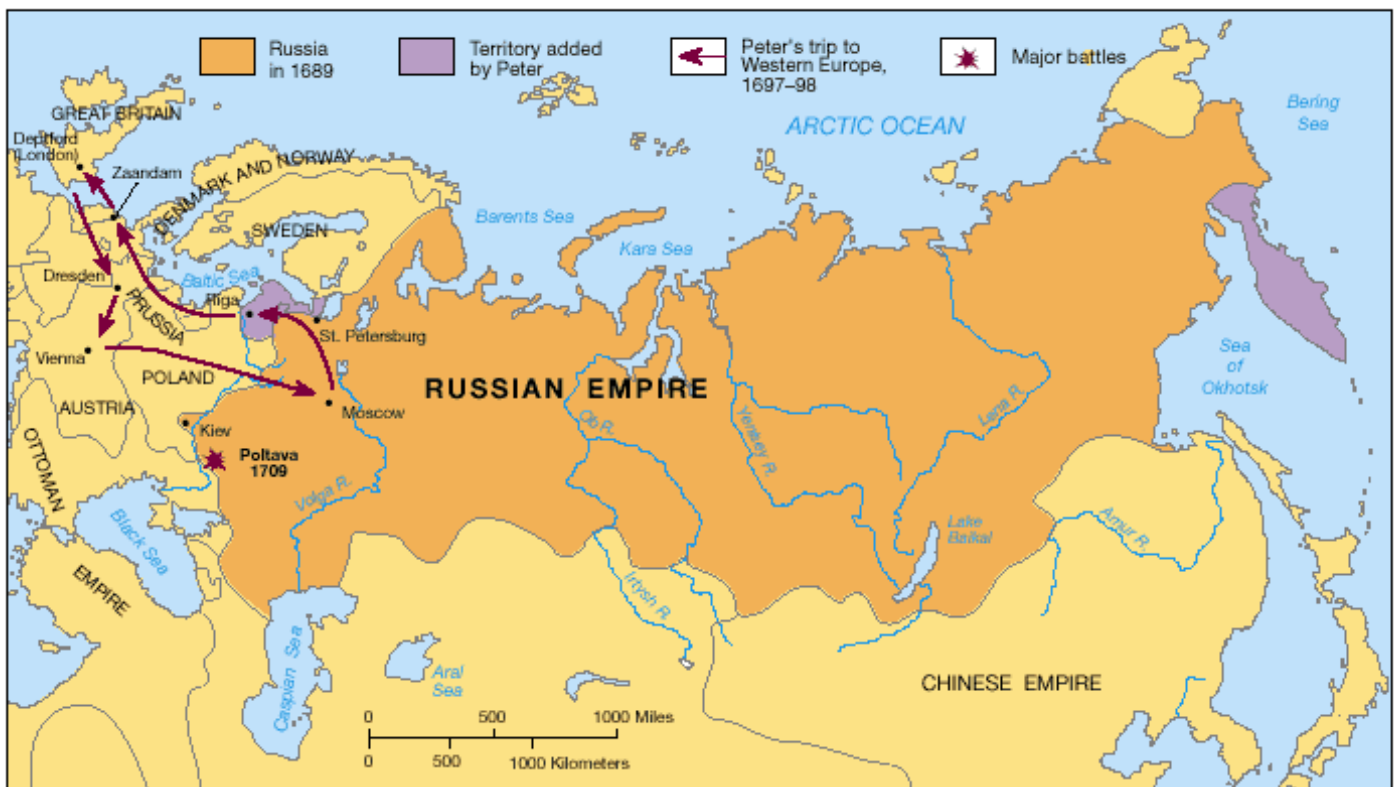 Russia
in 1689
Territory added
by Peter
Peter's trip to
Western Europe,
1697–98
Major battles
GREAT BRITAIN
Deptford
(London)
Zaandam
DENMARK AND NORWAY
SWEDEN
ARCTIC OCEAN
Bering
Sea
Barents Sea
Kara Sea
Dresden
Baltic Sea
Riga
PRUSSIA
St. Petersburg
Vienna
POLAND
RUSSIAN EMPIRE
Sea
of
Okhotsk
AUSTRIA
Moscow
Kiev
Ob R.
Yenisey R.
Lena R.
OTTOMAN
EMPIRE
Poltava
1709
Volga R.
Black Sea
Lake
Baikal
Amur R.
Irtysh R.
Caspian Sea
Aral
Sea
CHINESE EMPIRE
0 500 1000 Miles
0 500 1000 Kilometers